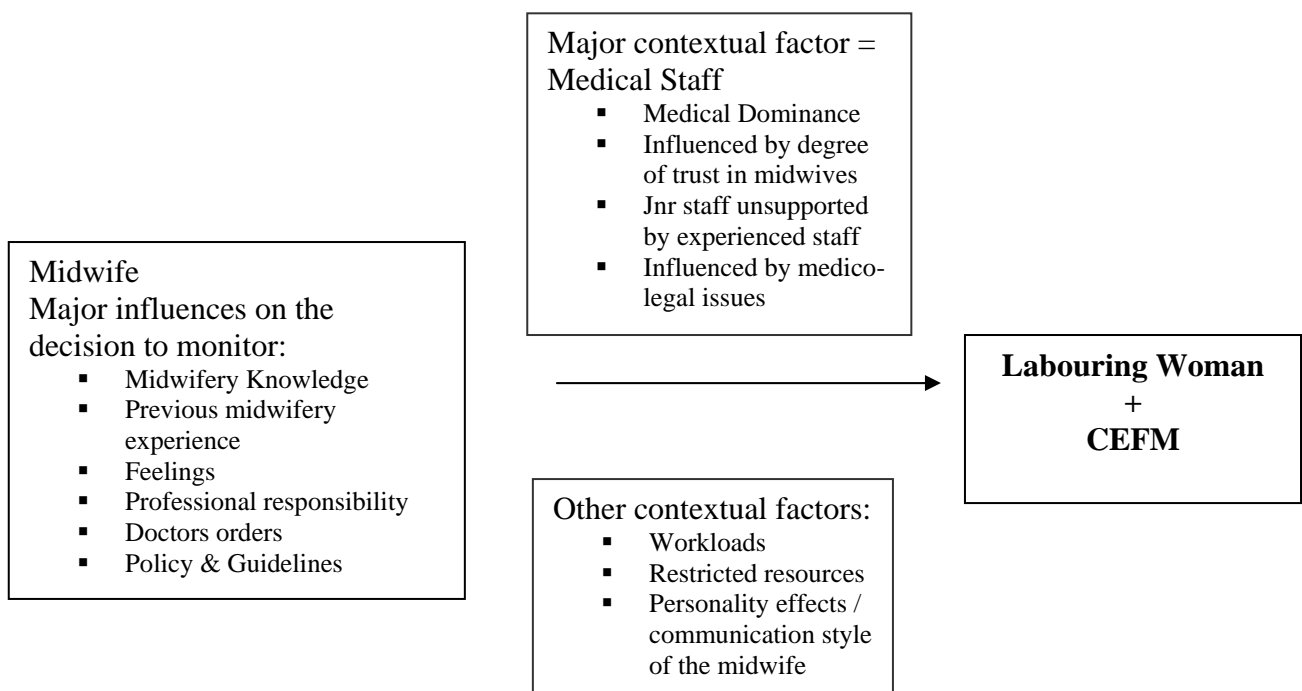 Major contextual factor =
Medical Staff
▪ Medical Dominance
▪ Influenced by degree
of trust in midwives
▪ Jnr staff unsupported
by experienced staff
▪ Influenced by medico-
legal issues
Midwife
Major influences on the
decision to monitor:
▪ Midwifery Knowledge
▪ Previous midwifery
experience
▪ Feelings
▪ Professional responsibility
▪ Doctors orders
▪ Policy & Guidelines
Labouring Woman
+
CEFM
Other contextual factors:
▪ Workloads
▪ Restricted resources
▪ Personality effects /
communication style
of the midwife